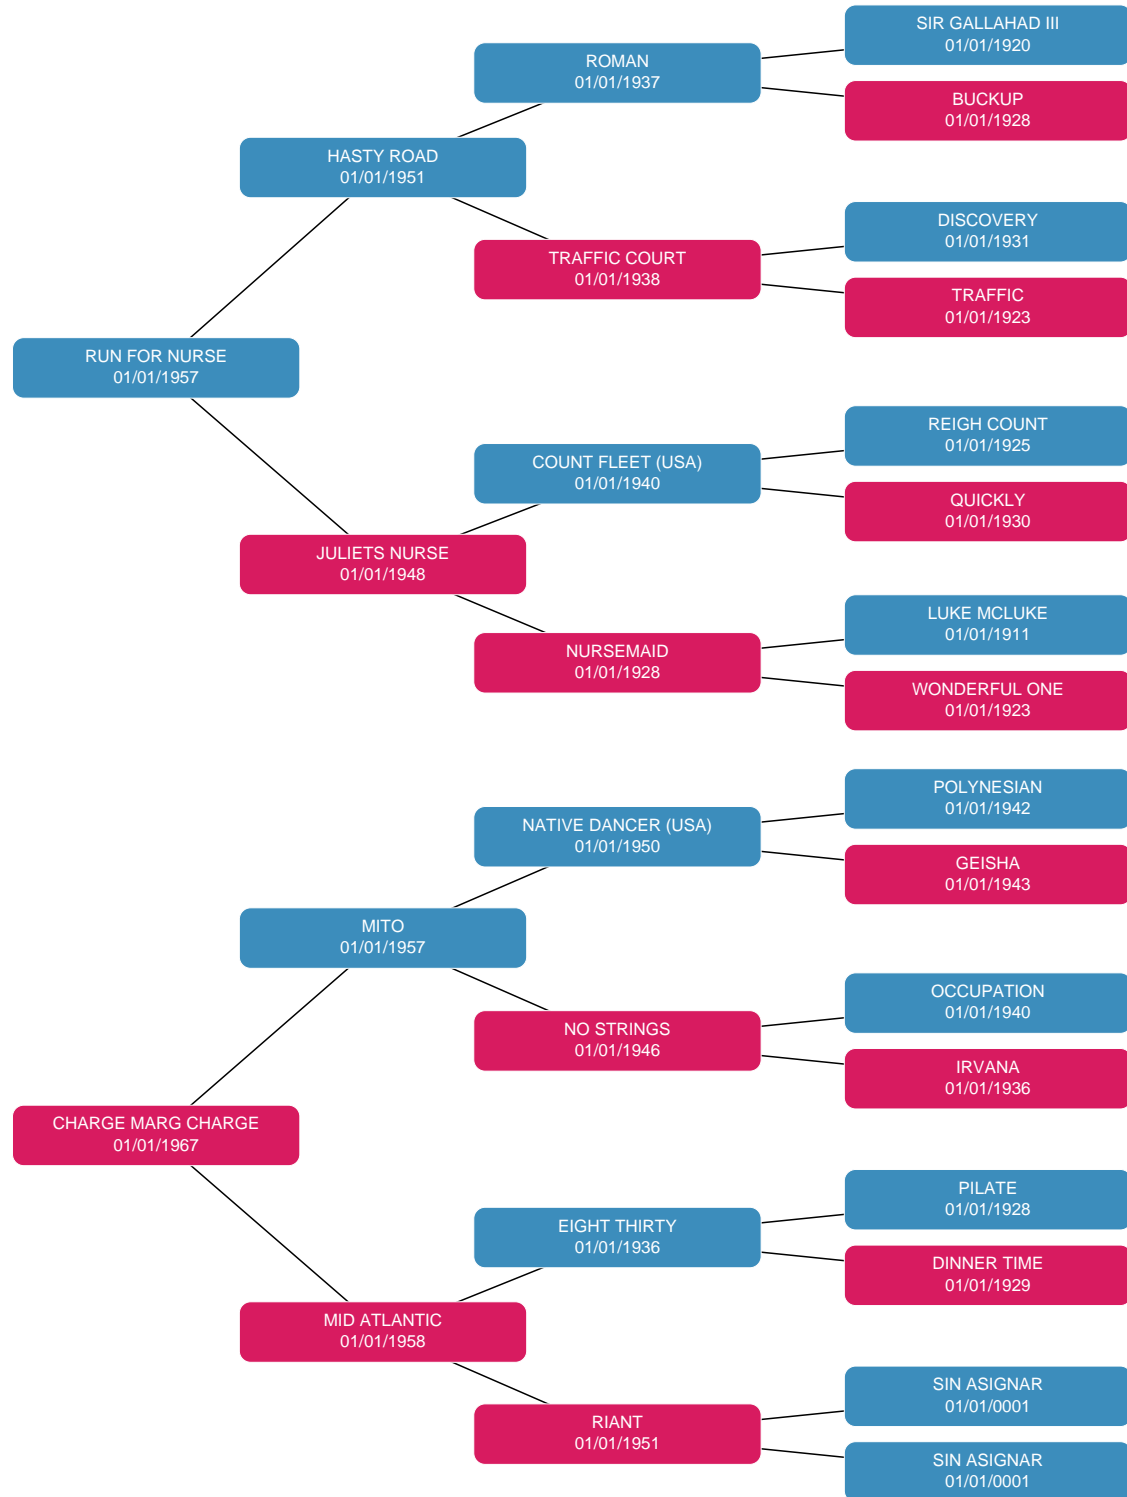 SIR GALLAHAD III
01/01/1920
ROMAN
01/01/1937
BUCKUP
01/01/1928
HASTY ROAD
01/01/1951
DISCOVERY
01/01/1931
TRAFFIC COURT
01/01/1938
TRAFFIC
01/01/1923
RUN FOR NURSE
01/01/1957
REIGH COUNT
01/01/1925
COUNT FLEET (USA)
01/01/1940
QUICKLY
01/01/1930
JULIETS NURSE
01/01/1948
LUKE MCLUKE
01/01/1911
NURSEMAID
01/01/1928
WONDERFUL ONE
01/01/1923
POLYNESIAN
01/01/1942
NATIVE DANCER (USA)
01/01/1950
GEISHA
01/01/1943
MITO
01/01/1957
OCCUPATION
01/01/1940
NO STRINGS
01/01/1946
IRVANA
01/01/1936
CHARGE MARG CHARGE
01/01/1967
PILATE
01/01/1928
EIGHT THIRTY
01/01/1936
DINNER TIME
01/01/1929
MID ATLANTIC
01/01/1958
SIN ASIGNAR
01/01/0001
RIANT
01/01/1951
SIN ASIGNAR
01/01/0001